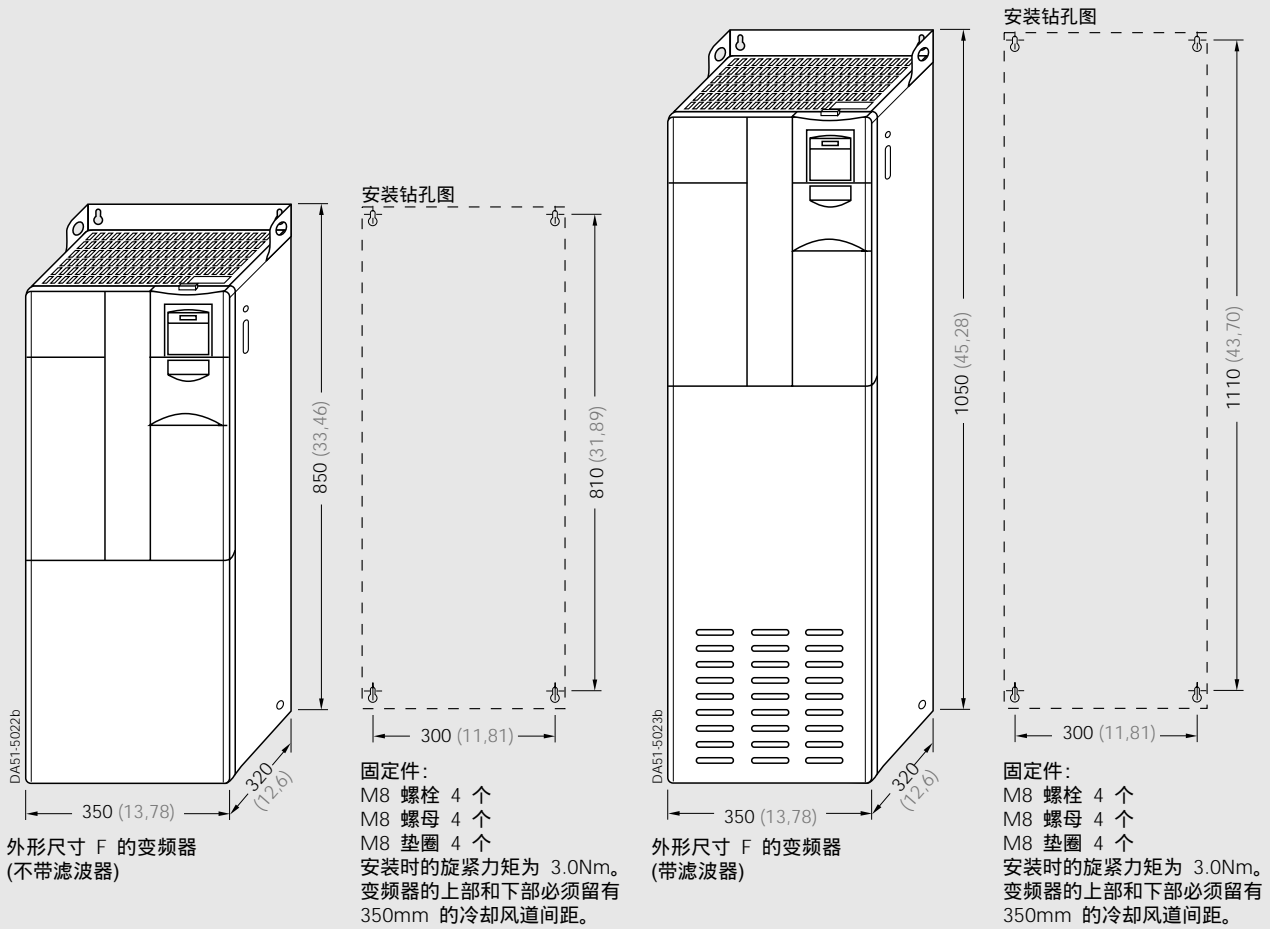 安装钻孔图
850 (33,46)
810 (31,89)
300 (11,81)
DA51-5022b
320
(12,6)
350 (13,78)
外形尺寸 F 的变频器
(不带滤波器)
固定件:
M8 螺栓 4 个
M8 螺母 4 个
M8 垫圈 4 个
安装时的旋紧力矩为 3.0Nm。
变频器的上部和下部必须留有
350mm 的冷却风道间距。
安装钻孔图
1050 (45,28)
1110 (43,70)
300 (11,81)
DA51-5023b
320
(12,6)
350 (13,78)
外形尺寸 F 的变频器
(带滤波器)
固定件:
M8 螺栓 4 个
M8 螺母 4 个
M8 垫圈 4 个
安装时的旋紧力矩为 3.0Nm。
变频器的上部和下部必须留有
350mm 的冷却风道间距。